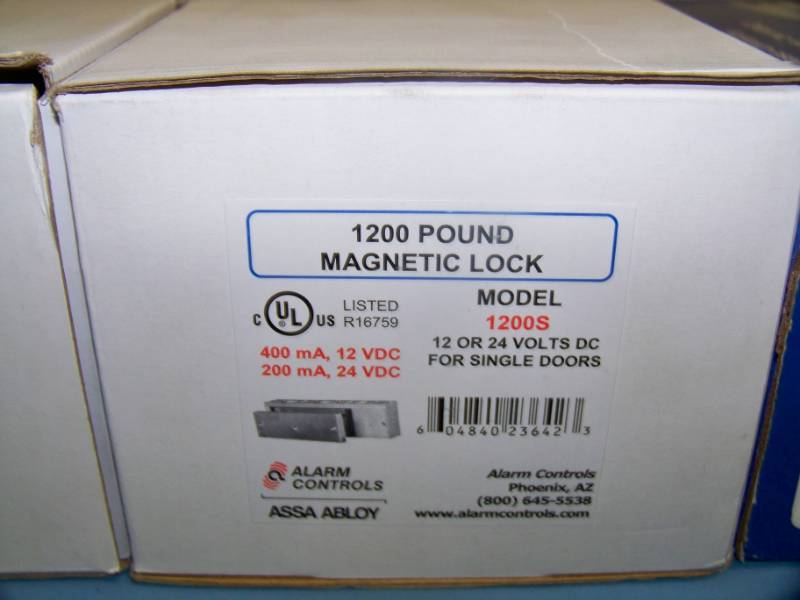 1200 POUND
MAGNETIC LOCK
C UL US LISTED
R16759
MODEL
1200S
12 OR 24 VOLTS DC
FOR SINGLE DOORS
400 mA, 12 VDC
200 mA, 24 VDC
6 04840 23642 3
ALARM
CONTROLS
ASSA ABLOY
Alarm Controls
Phoenix, AZ
(800) 645-5538
www.alarmcontrols.com